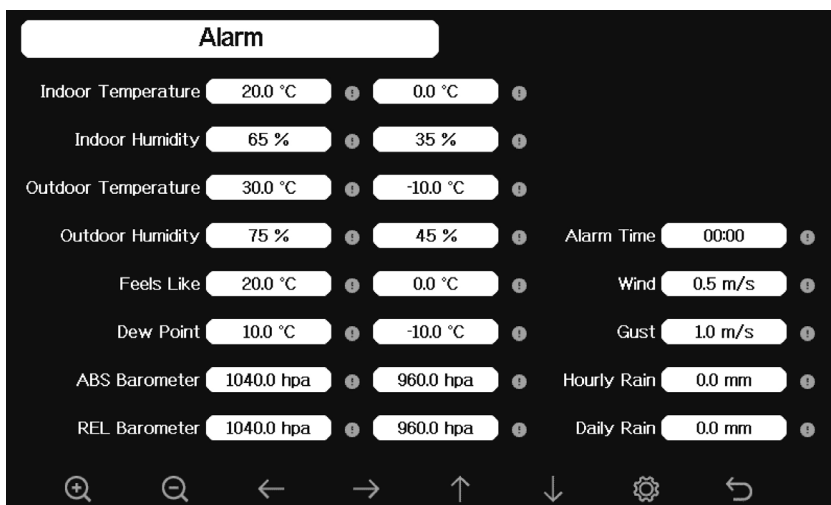 Alarm
Indoor Temperature 20.0 °C 0.0 °C
Indoor Humidity 65 % 35 %
Outdoor Temperature 30.0 °C -10.0 °C
Outdoor Humidity 75 % 45 % Alarm Time 00:00
Feels Like 20.0 °C 0.0 °C Wind 0.5 m/s
Dew Point 10.0 °C -10.0 °C Gust 1.0 m/s
ABS Barometer 1040.0 hpa 960.0 hpa Hourly Rain 0.0 mm
REL Barometer 1040.0 hpa 960.0 hpa Daily Rain 0.0 mm